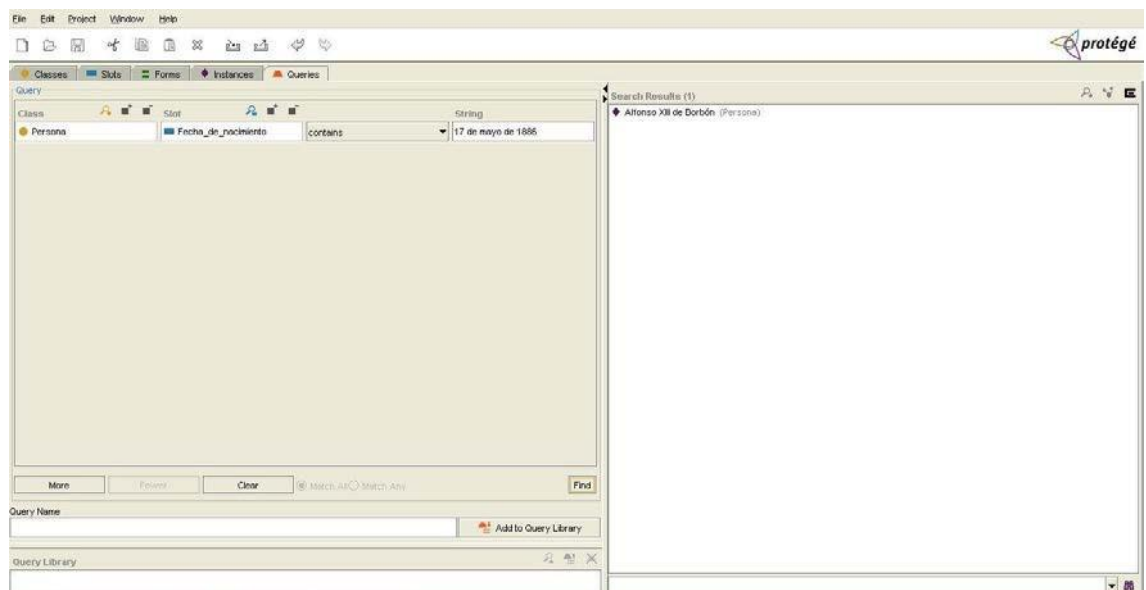 File Edit Project Window Help
protégé
Classes Slots Forms Instances Queries
Query
Class Slot String
Persona Fecha_de_nacimiento contains 17 de mayo de 1886
More Fewer Clear Match All Match Any Find
Query Name
Add to Query Library
Query Library
Search Results (1)
Alfonso XIII de Borbón (Persona)